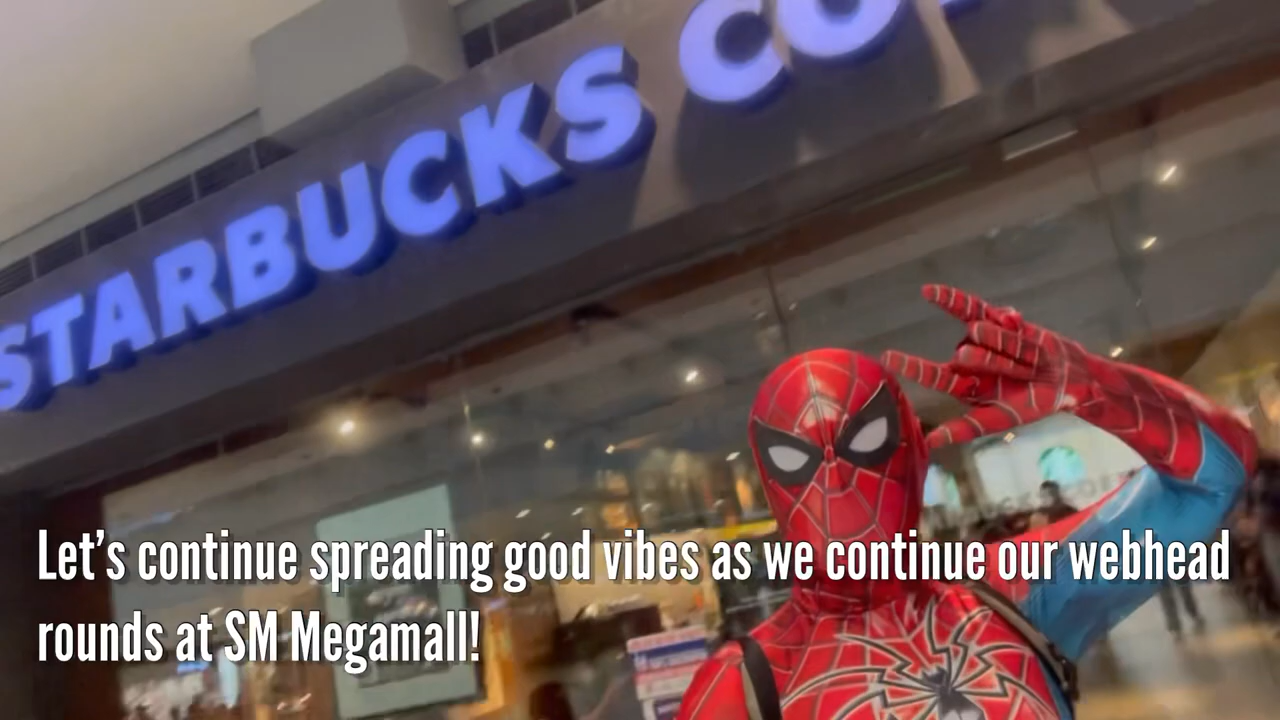 STARBUCKS CO
Let’s continue spreading good vibes as we continue our webhead
rounds at SM Megamall!